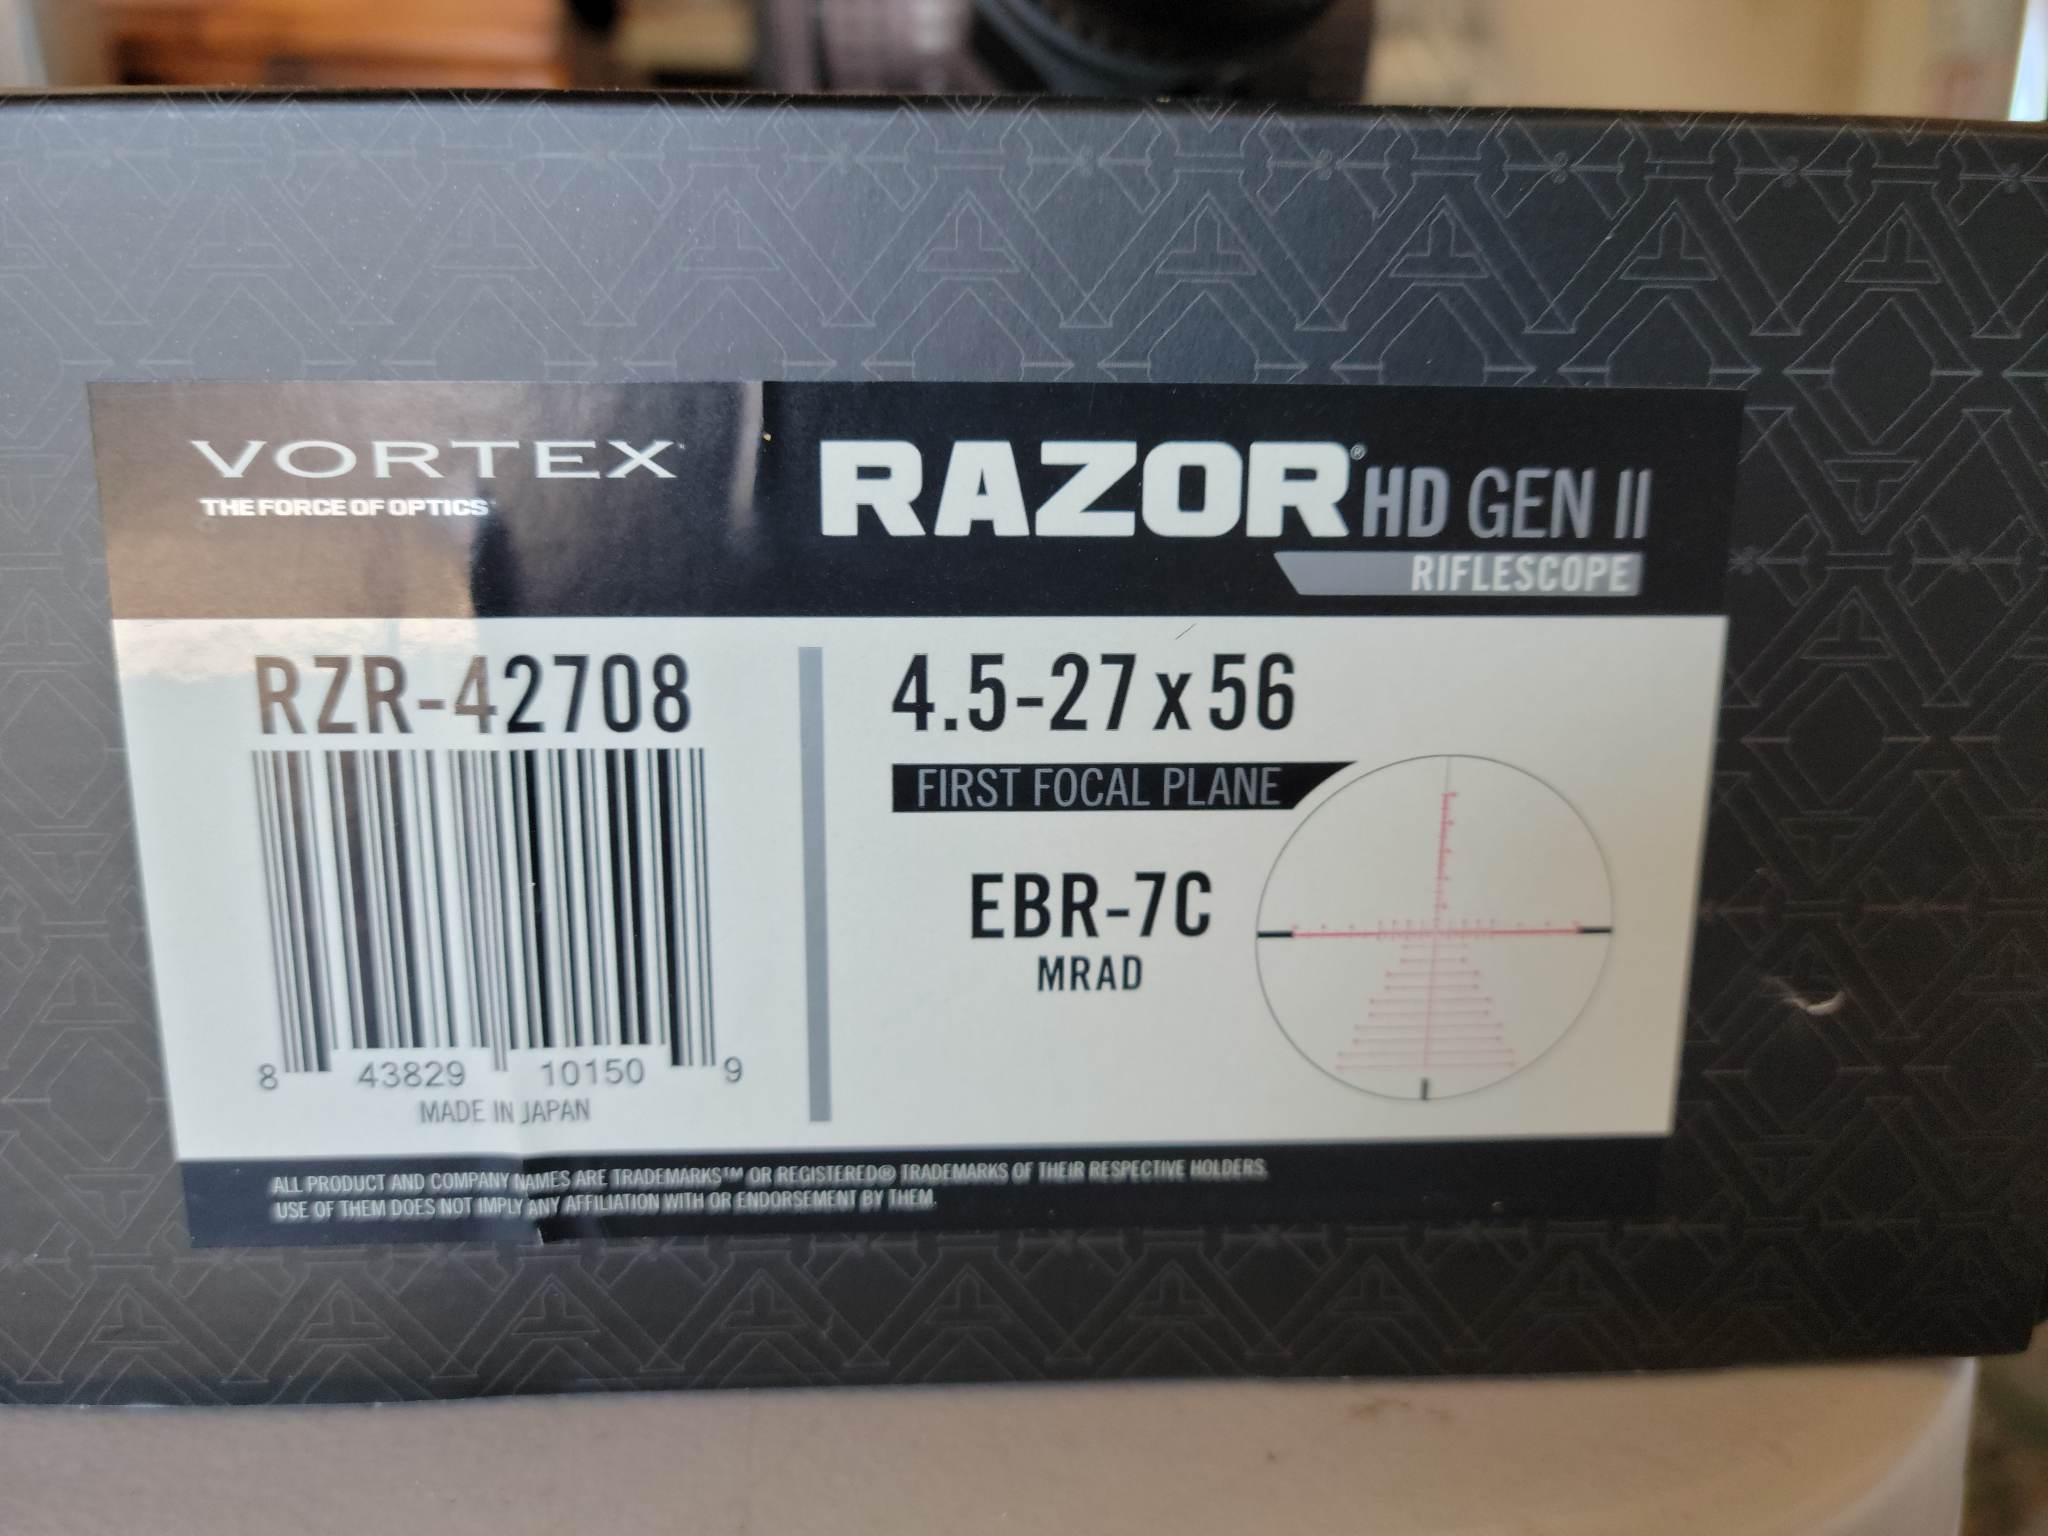 VORTEX
THE FORCE OF OPTICS
RAZOR® HD GEN II
RIFLESCOPE
RZR-42708
8 43829 10150 9
MADE IN JAPAN
4.5-27 x 56
FIRST FOCAL PLANE
EBR-7C
MRAD
ALL PRODUCT AND COMPANY NAMES ARE TRADEMARKS™ OR REGISTERED® TRADEMARKS OF THEIR RESPECTIVE HOLDERS.
USE OF THEM DOES NOT IMPLY ANY AFFILIATION WITH OR ENDORSEMENT BY THEM.